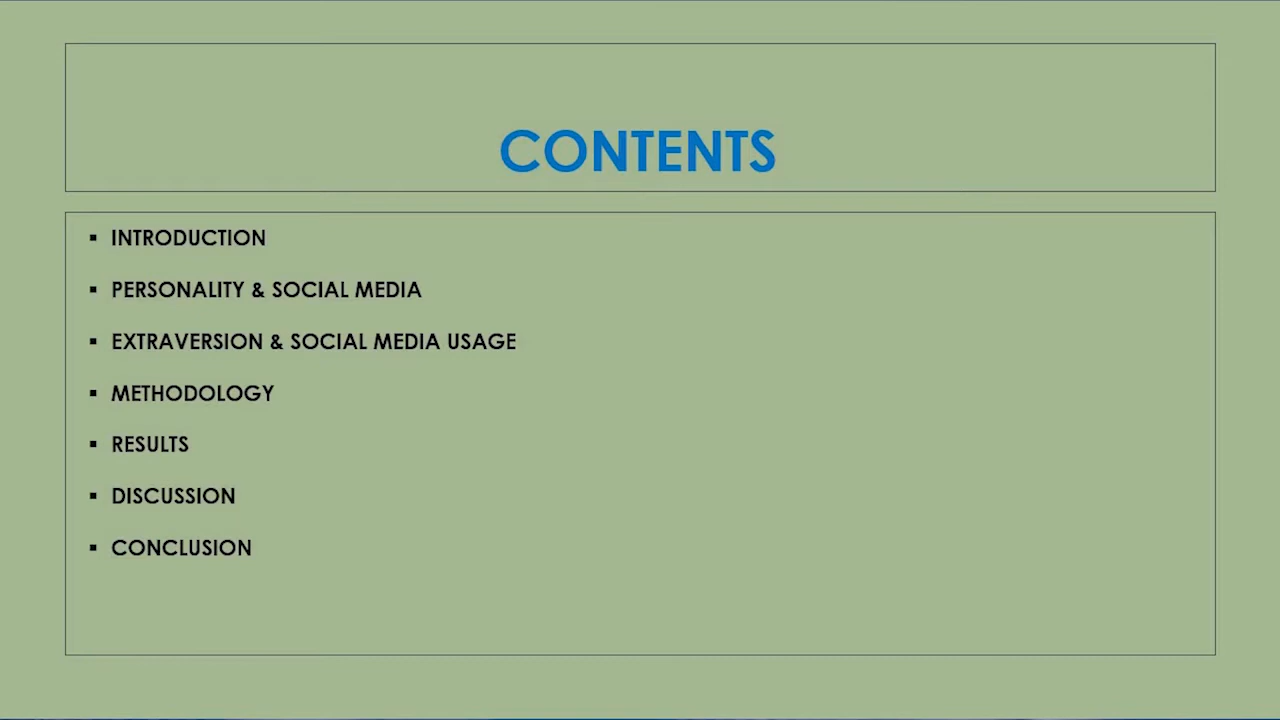 CONTENTS
▪ INTRODUCTION
▪ PERSONALITY & SOCIAL MEDIA
▪ EXTRAVERSION & SOCIAL MEDIA USAGE
▪ METHODOLOGY
▪ RESULTS
▪ DISCUSSION
▪ CONCLUSION